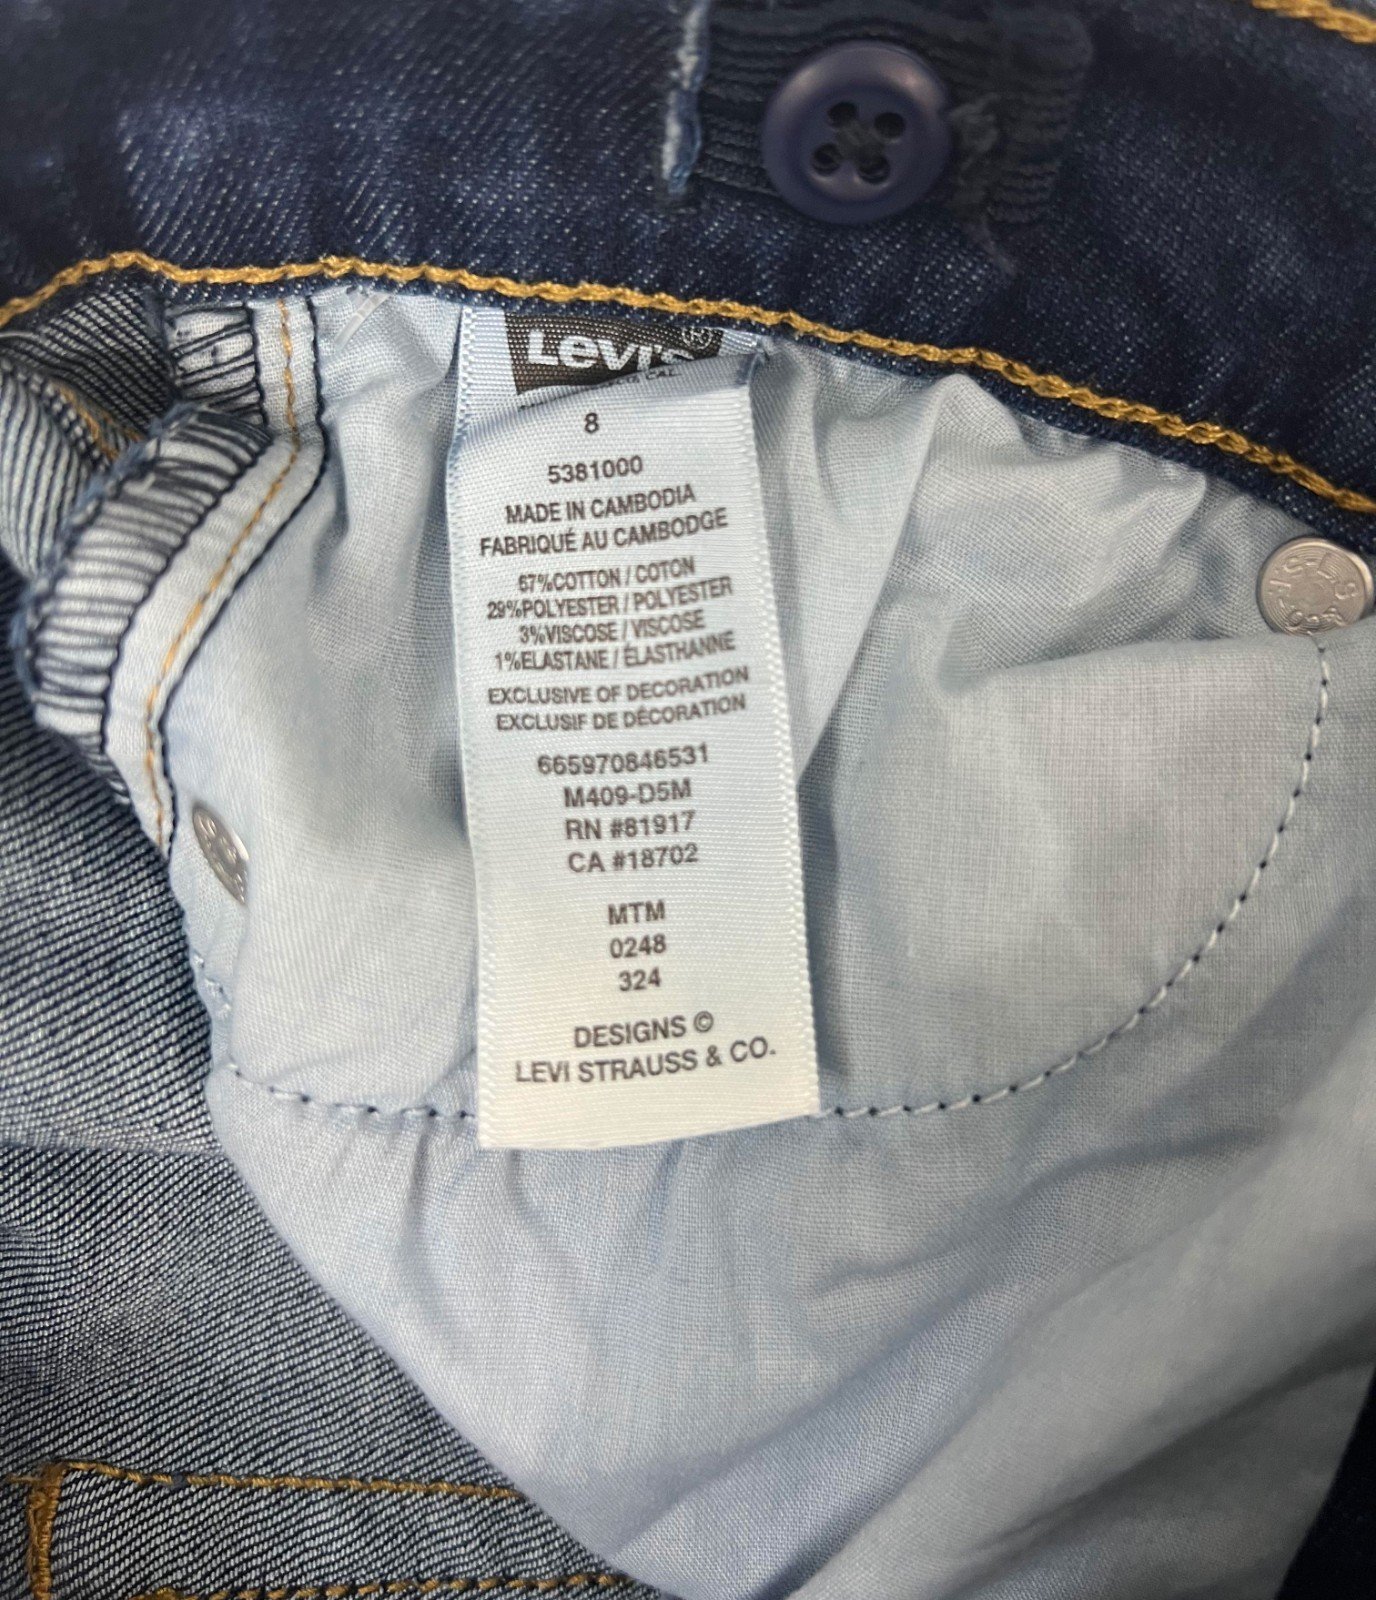 Levi's
8
5381000
MADE IN CAMBODIA
FABRIQUÉ AU CAMBODGE
67%COTTON / COTON
29%POLYESTER / POLYESTER
3%VISCOSE / VISCOSE
1%ELASTANE / ÉLASTHANNE
EXCLUSIVE OF DECORATION
EXCLUSIF DE DÉCORATION
665970846531
M409-D5M
RN #81917
CA #18702
MTM
0248
324
DESIGNS ©
LEVI STRAUSS & CO.